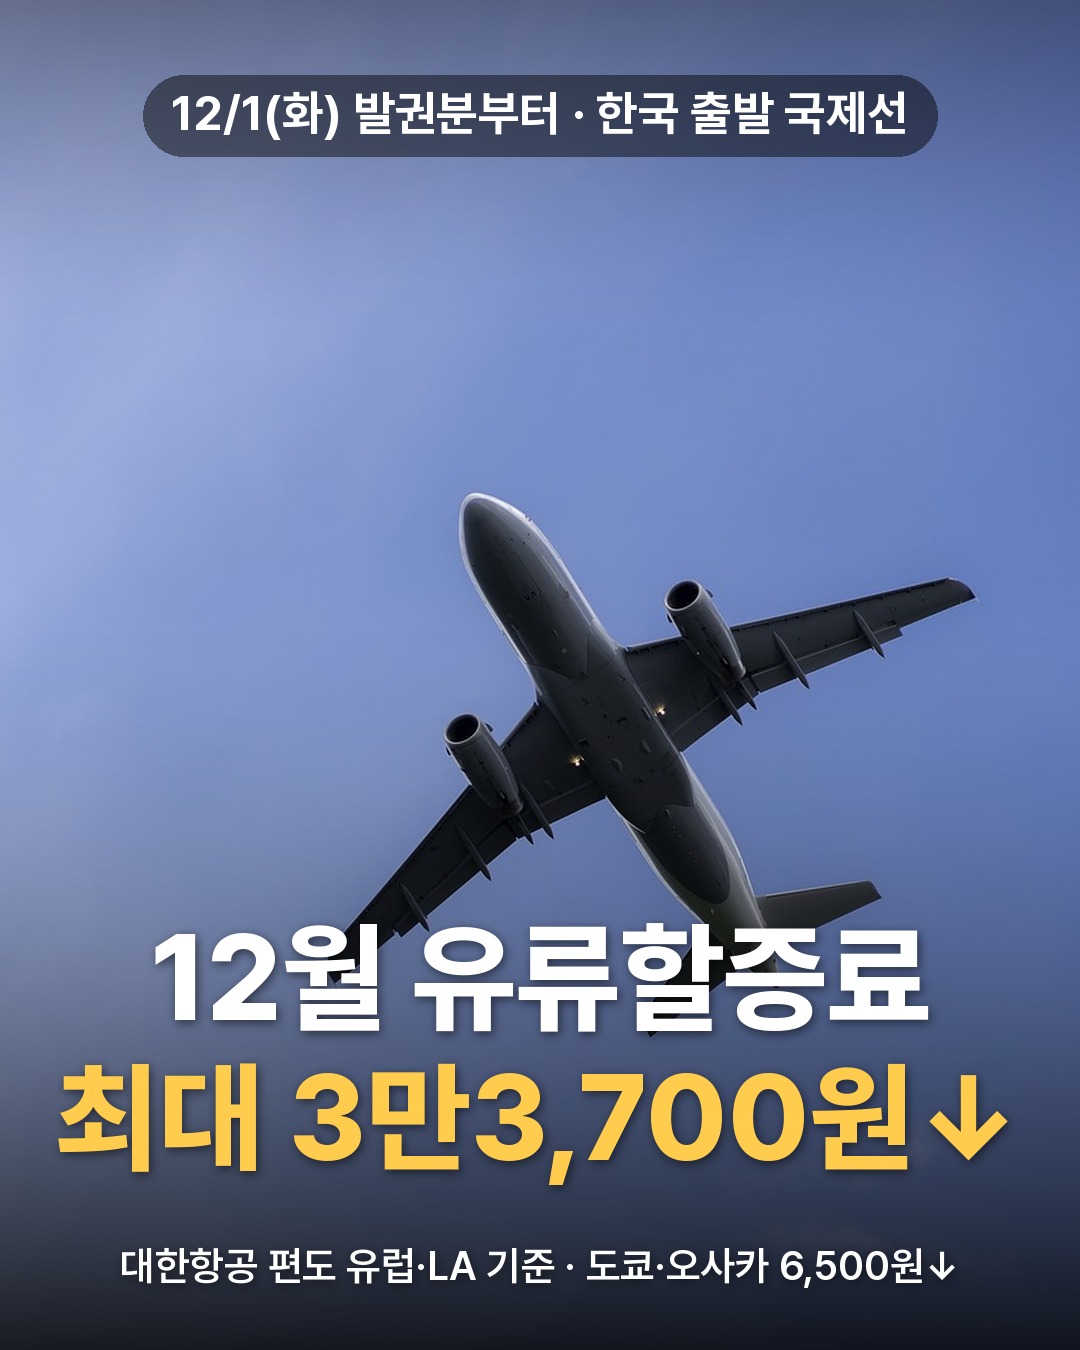 12/1(화) 발권분부터 · 한국 출발 국제선
12월 유류할증료
최대 3만3,700원↓
대한항공 편도 유럽·LA 기준 · 도쿄·오사카 6,500원↓